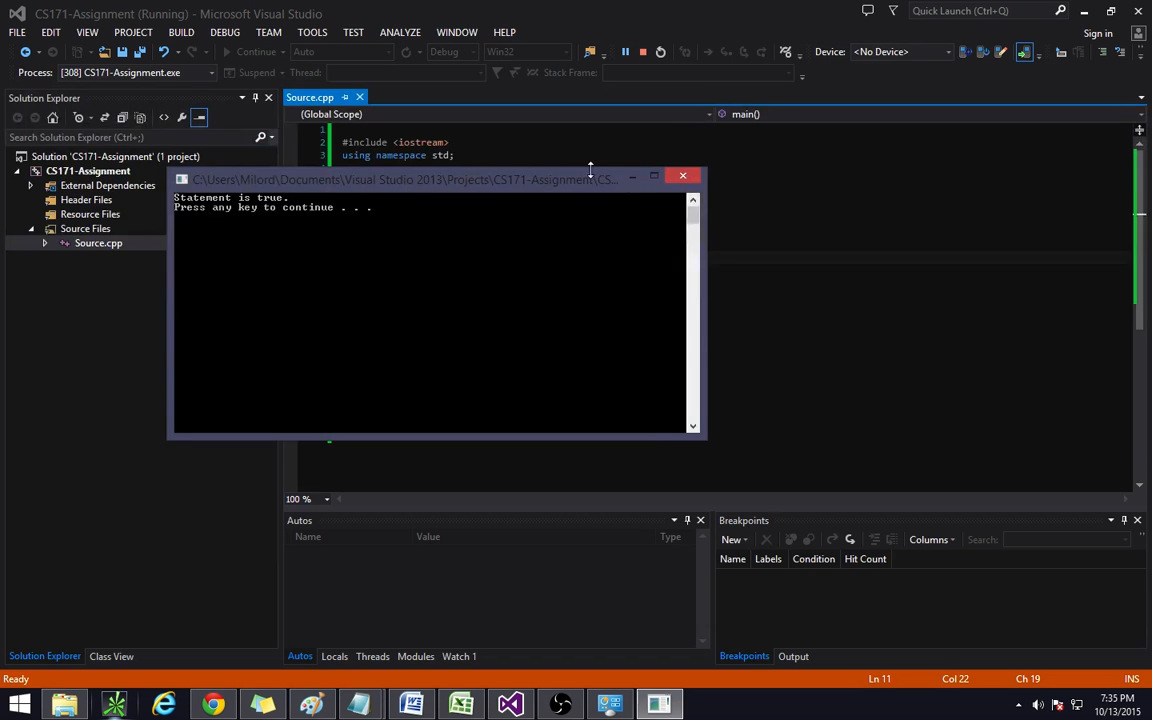 CS171-Assignment (Running) - Microsoft Visual Studio
Quick Launch (Ctrl+Q)
FILE EDIT VIEW PROJECT BUILD DEBUG TEAM TOOLS TEST ANALYZE WINDOW HELP
Sign in
Continue Auto Debug Win32 Device: <No Device>
Process: [308] CS171-Assignment.exe Suspend Thread: Stack Frame:
Solution Explorer
Source.cpp
(Global Scope) main()
Search Solution Explorer (Ctrl+;)
Solution 'CS171-Assignment' (1 project)
CS171-Assignment
External Dependencies
Header Files
Resource Files
Source Files
Source.cpp
1
2 #include <iostream>
3 using namespace std;
C:\Users\Milord\Documents\Visual Studio 2013\Projects\CS171-Assignment\CS...
Statement is true.
Press any key to continue . . .
100 %
Autos
Name Value Type
Autos Locals Threads Modules Watch 1
Breakpoints
New Columns Search:
Name Labels Condition Hit Count
Breakpoints Output
Solution Explorer Class View
Ready Ln 11 Col 22 Ch 19 INS
7:35 PM
10/13/2015